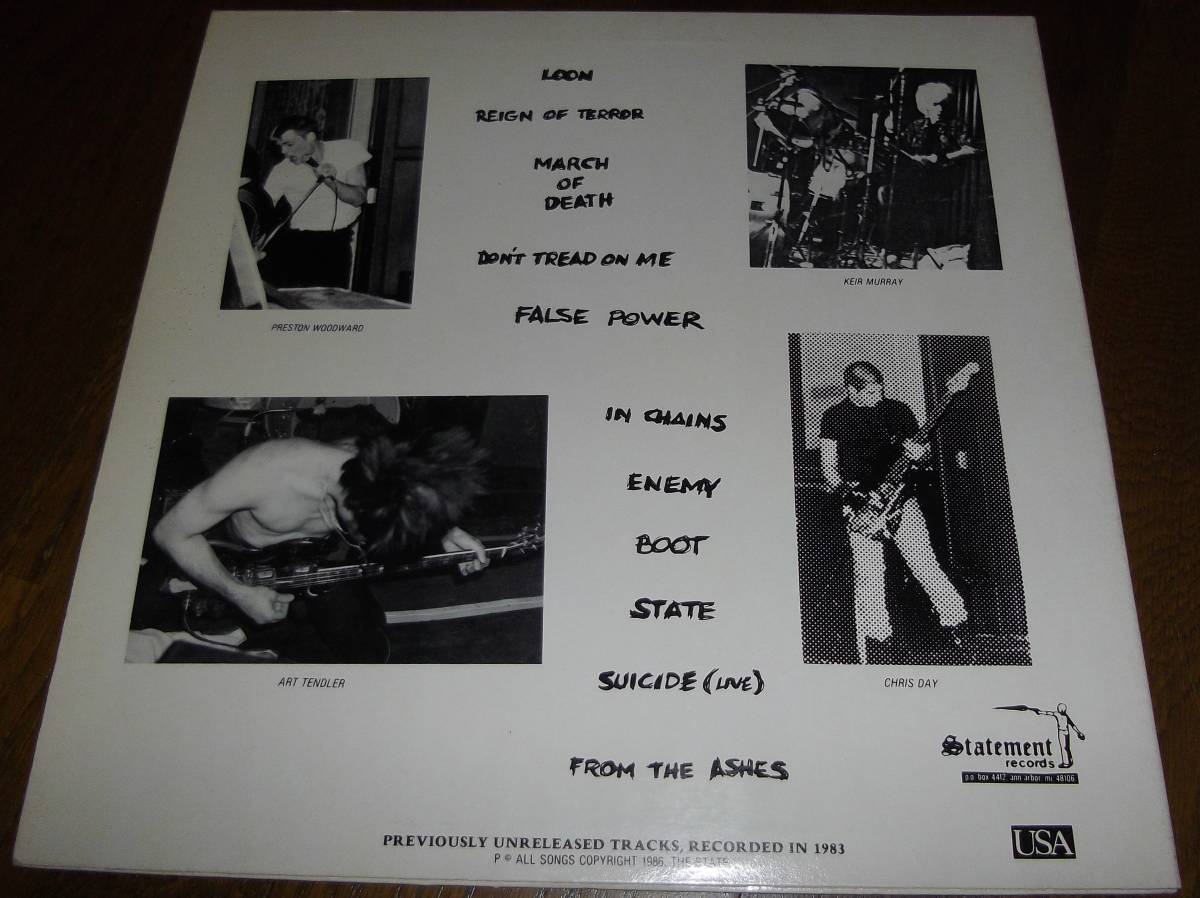 LOON
REIGN OF TERROR
MARCH
OF
DEATH
DON'T TREAD ON ME
FALSE POWER
PRESTON WOODWARD
KEIR MURRAY
IN CHAINS
ENEMY
BOOT
STATE
SUICIDE (LIVE)
FROM THE ASHES
ART TENDLER
CHRIS DAY
Statement
records
p.o. box 4412 ann arbor mi 48106
PREVIOUSLY UNRELEASED TRACKS, RECORDED IN 1983
P © ALL SONGS COPYRIGHT 1986, THE STATE
USA